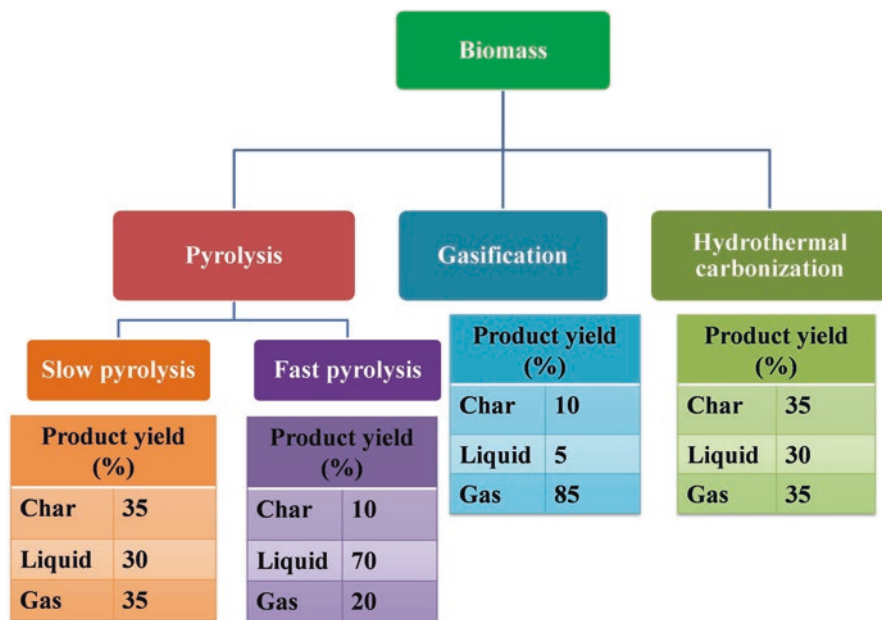 Biomass
Pyrolysis
Gasification
Hydrothermal
carbonization
Slow pyrolysis
Fast pyrolysis
Product yield
(%)
Char 35
Liquid 30
Gas 35
Product yield
(%)
Char 10
Liquid 70
Gas 20
Product yield
(%)
Char 10
Liquid 5
Gas 85
Product yield
(%)
Char 35
Liquid 30
Gas 35